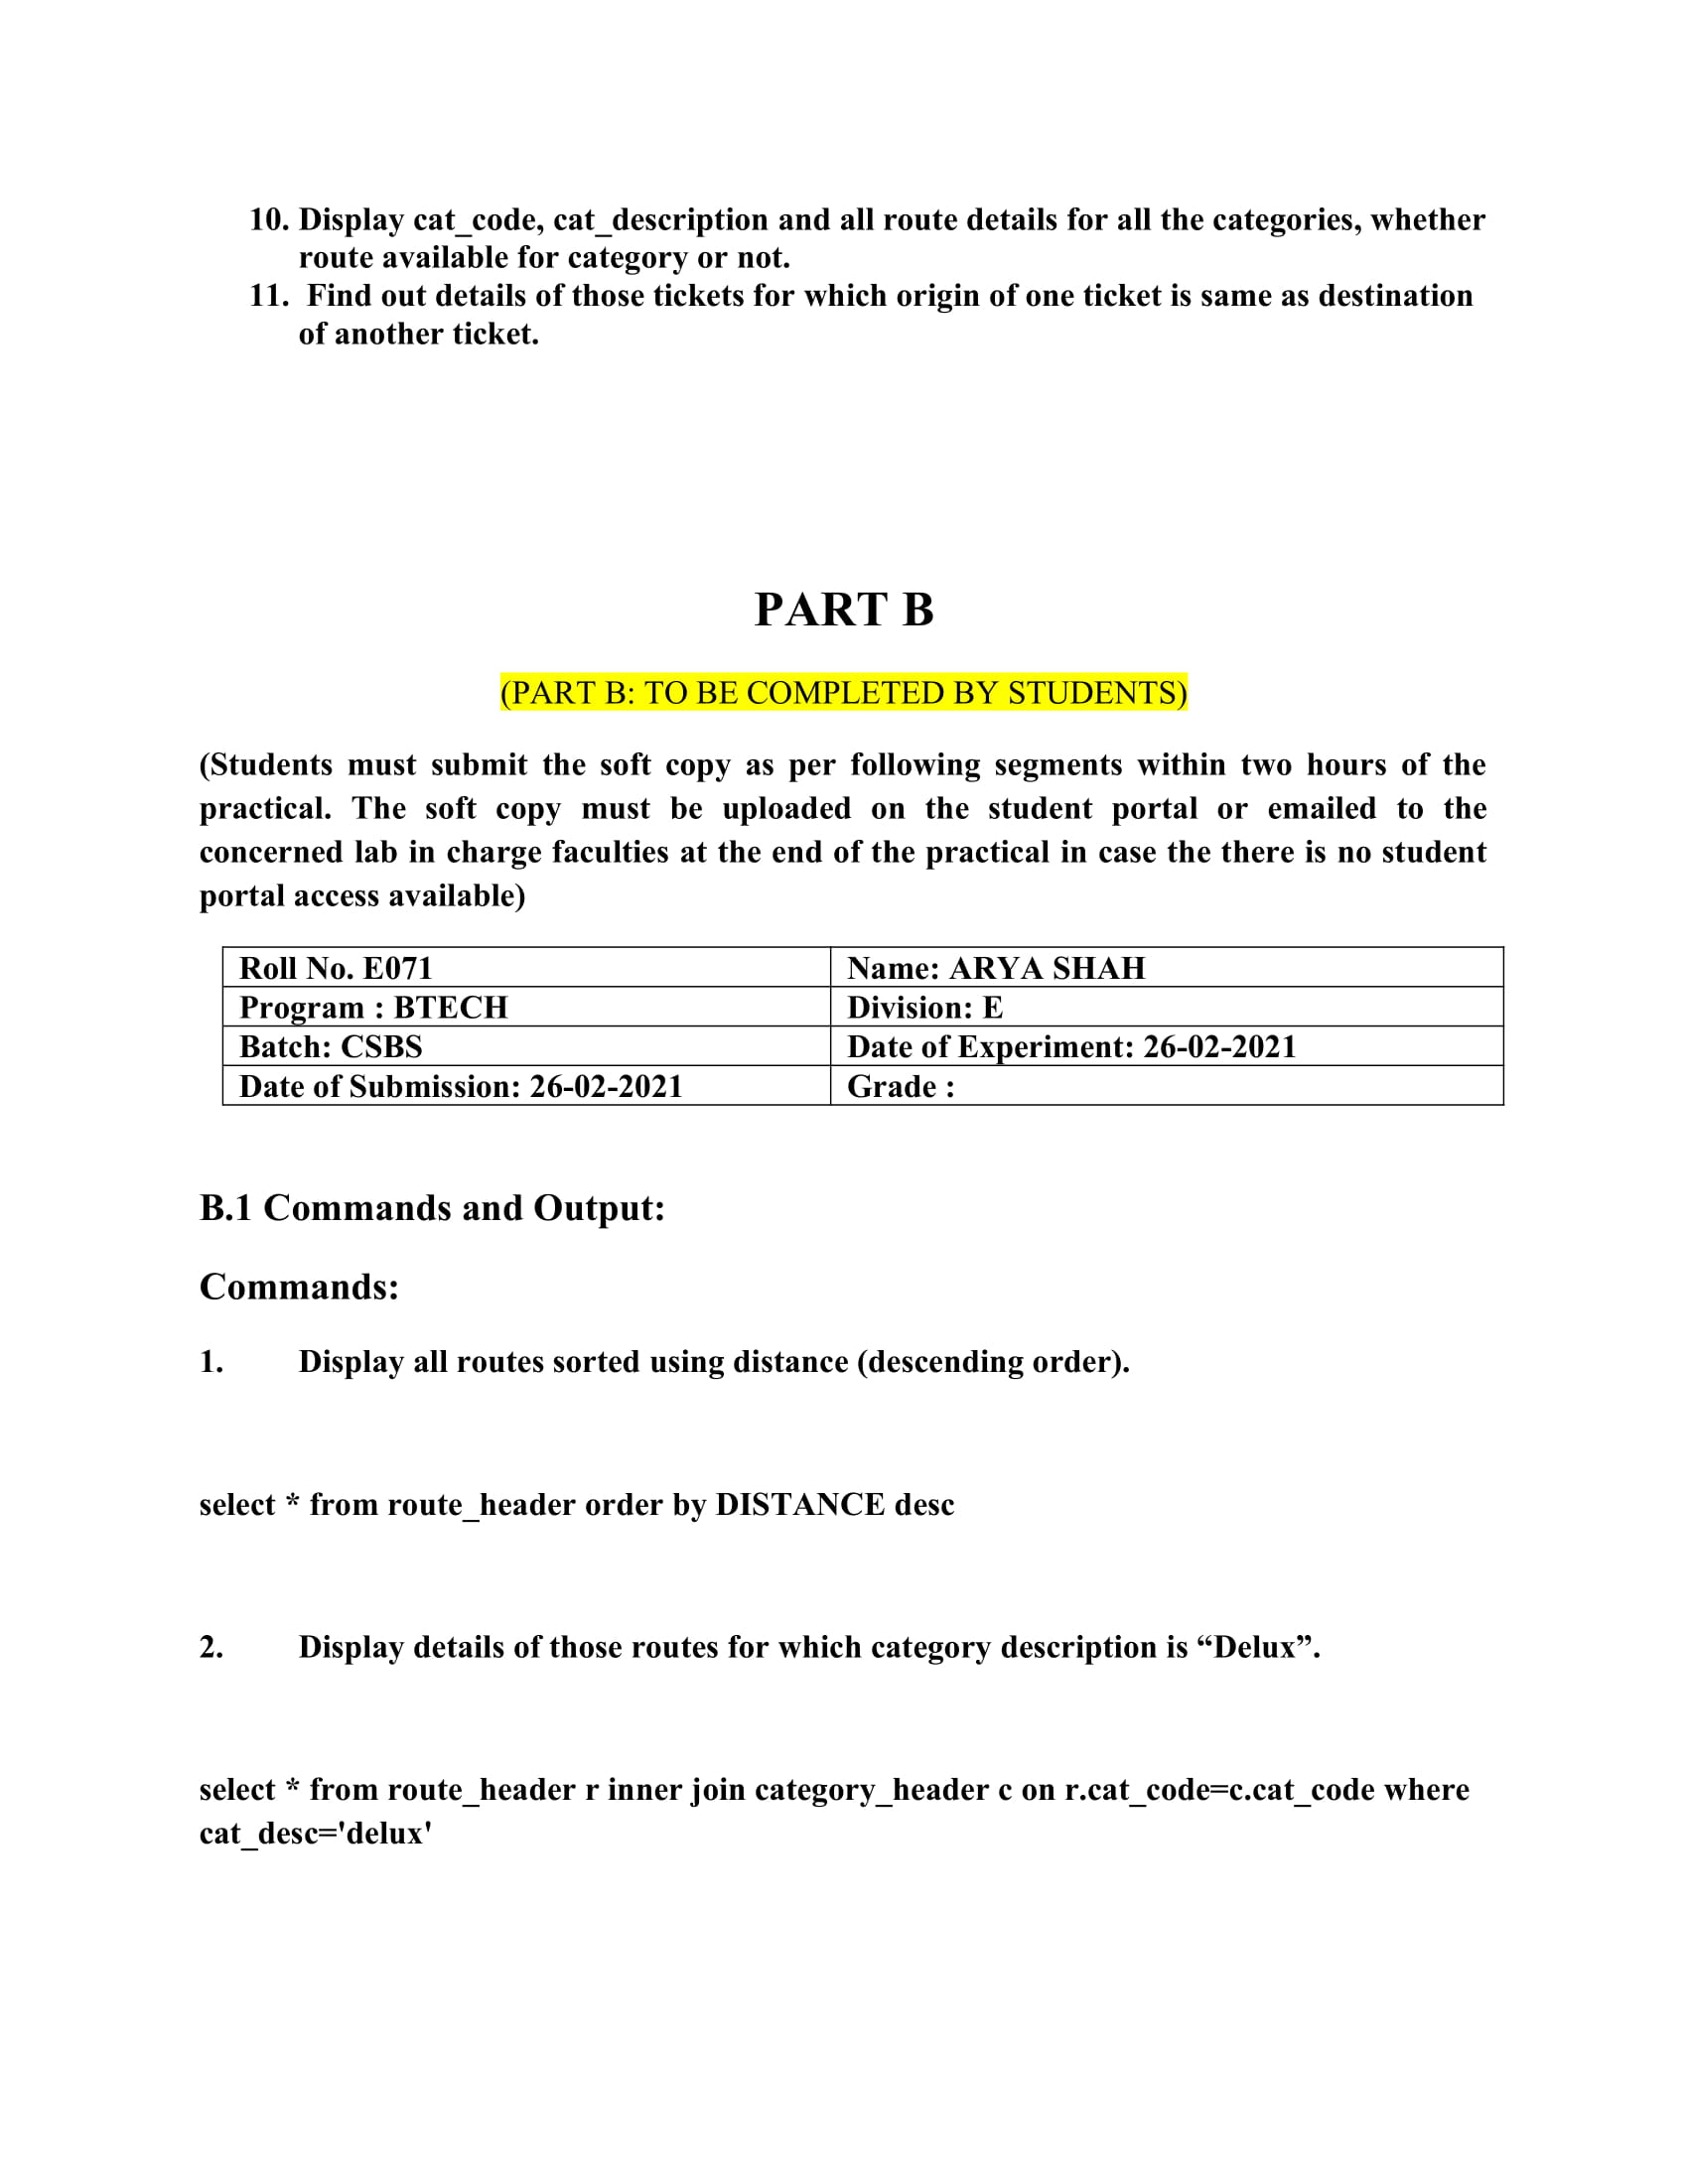 10. Display cat_code, cat_description and all route details for all the categories, whether
route available for category or not.
11. Find out details of those tickets for which origin of one ticket is same as destination
of another ticket.
PART B
(PART B: TO BE COMPLETED BY STUDENTS)
(Students must submit the soft copy as per following segments within two hours of the
practical. The soft copy must be uploaded on the student portal or emailed to the
concerned lab in charge faculties at the end of the practical in case the there is no student
portal access available)
Roll No. E071 Name: ARYA SHAH
Program : BTECH Division: E
Batch: CSBS Date of Experiment: 26-02-2021
Date of Submission: 26-02-2021 Grade :
B.1 Commands and Output:
Commands:
1. Display all routes sorted using distance (descending order).
select * from route_header order by DISTANCE desc
2. Display details of those routes for which category description is “Delux”.
select * from route_header r inner join category_header c on r.cat_code=c.cat_code where
cat_desc='delux'